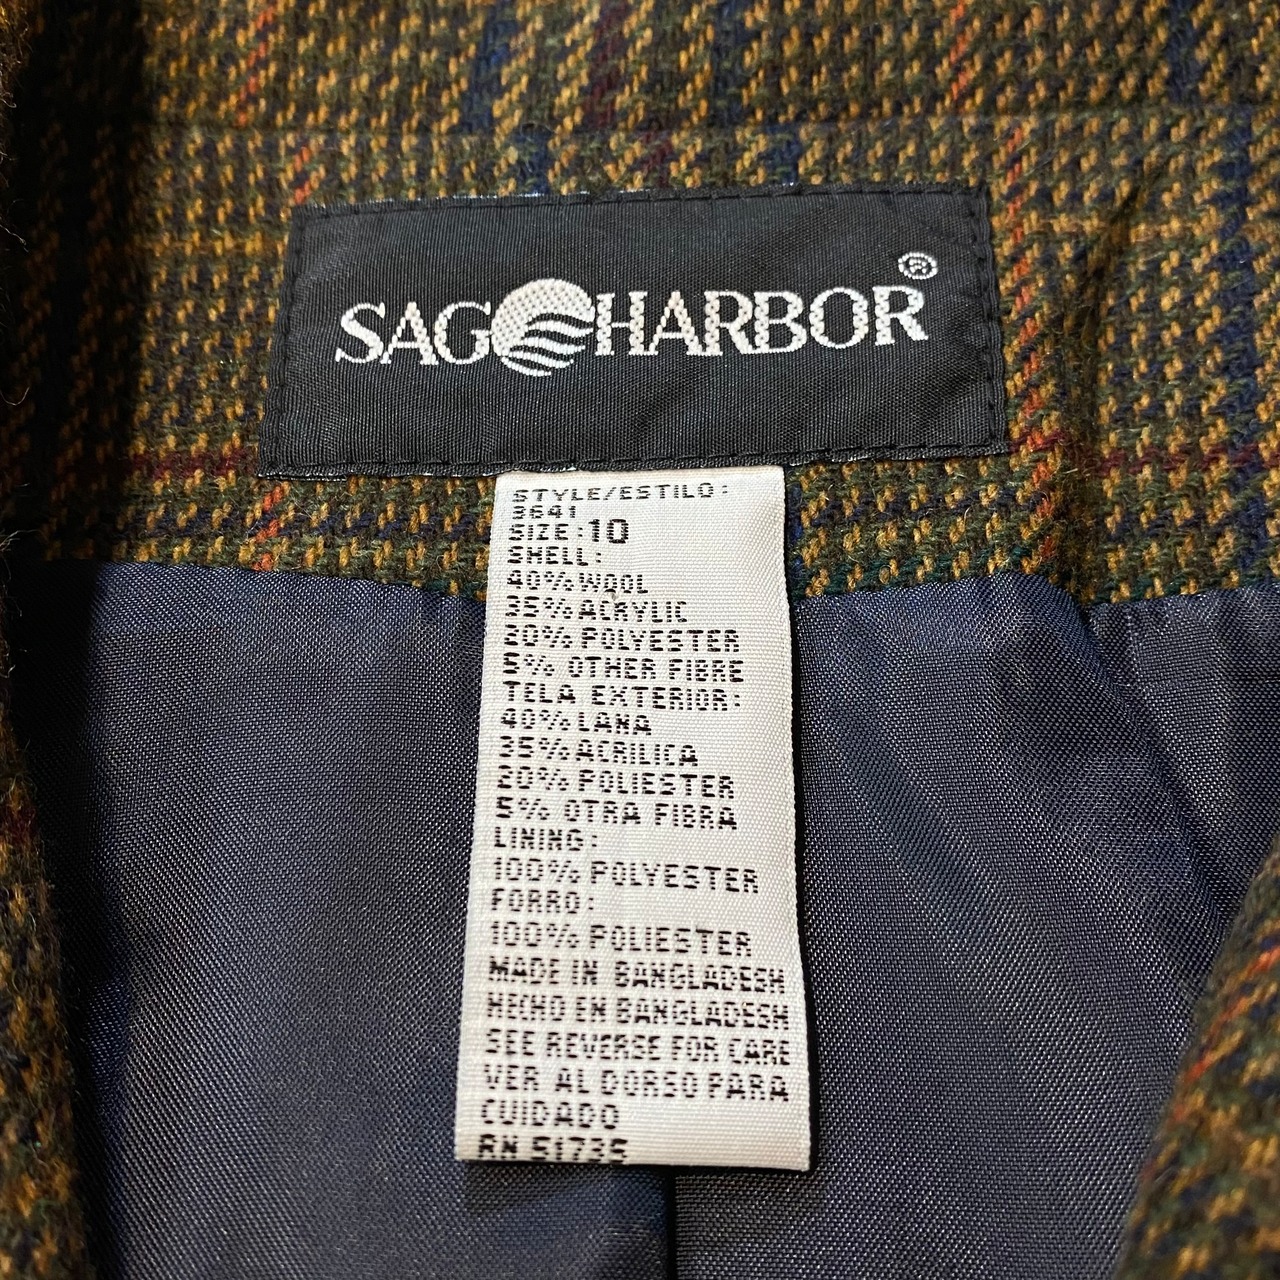 SAG HARBOR®
STYLE/ESTILO:
3641
SIZE:10
SHELL:
40% WOOL
35% ACRYLIC
20% POLYESTER
5% OTHER FIBRE
TELA EXTERIOR:
40% LANA
35% ACRILICA
20% POLIESTER
5% OTRA FIBRA
LINING:
100% POLYESTER
FORRO:
100% POLIESTER
MADE IN BANGLADESH
HECHO EN BANGLADESH
SEE REVERSE FOR CARE
VER AL DORSO PARA
CUIDADO
RN 51735